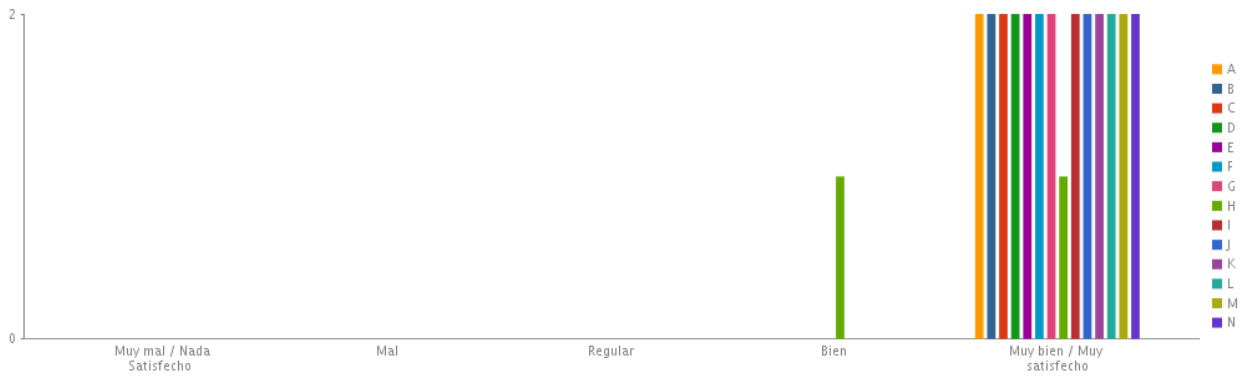 2
0
Muy mal / Nada
Satisfecho
Mal
Regular
Bien
Muy bien / Muy
satisfecho
A
B
C
D
E
F
G
H
I
J
K
L
M
N